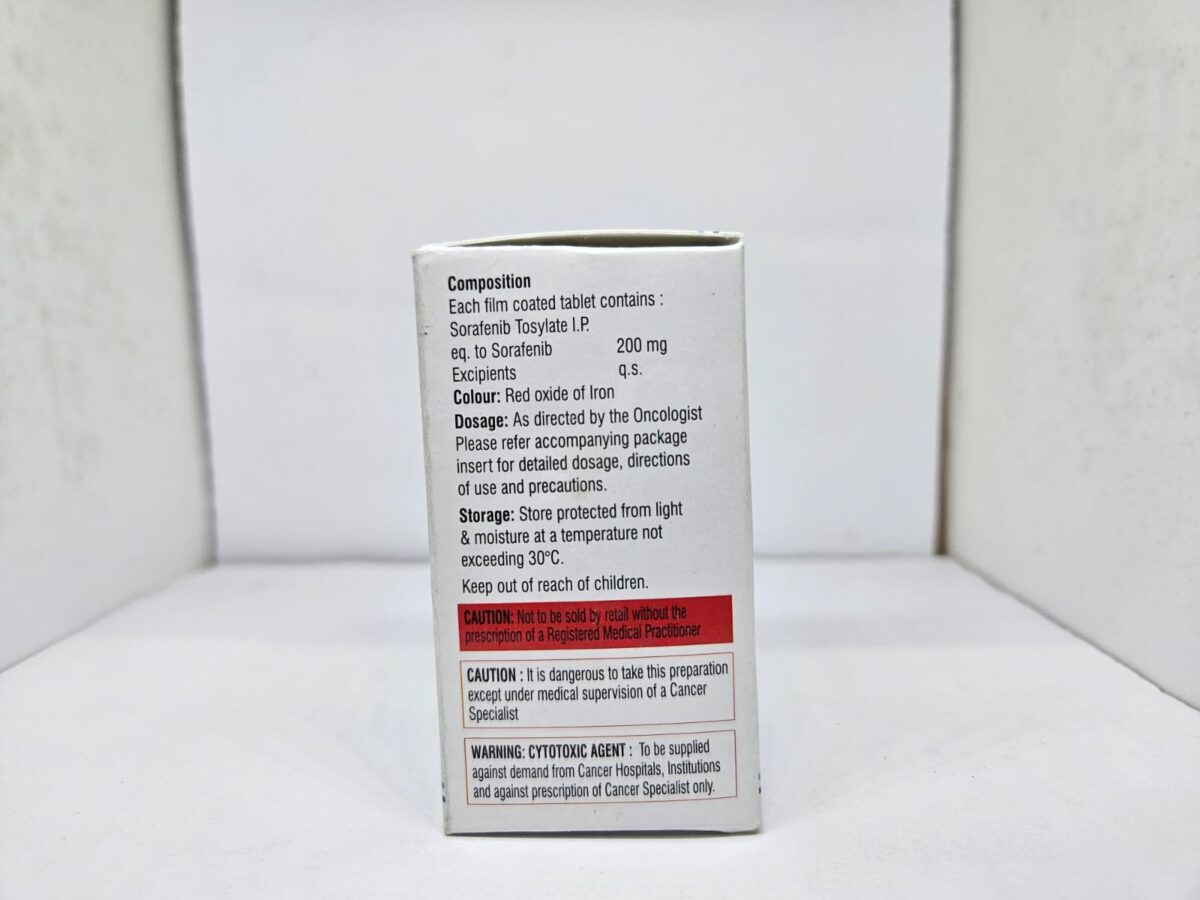 Composition
Each film coated tablet contains :
Sorafenib Tosylate I.P.
eq. to Sorafenib 200 mg
Excipients q.s.
Colour: Red oxide of Iron
Dosage: As directed by the Oncologist
Please refer accompanying package
insert for detailed dosage, directions
of use and precautions.
Storage: Store protected from light
& moisture at a temperature not
exceeding 30°C.
Keep out of reach of children.
CAUTION: Not to be sold by retail without the
prescription of a Registered Medical Practitioner
CAUTION : It is dangerous to take this preparation
except under medical supervision of a Cancer
Specialist
WARNING: CYTOTOXIC AGENT : To be supplied
against demand from Cancer Hospitals, Institutions
and against prescription of Cancer Specialist only.